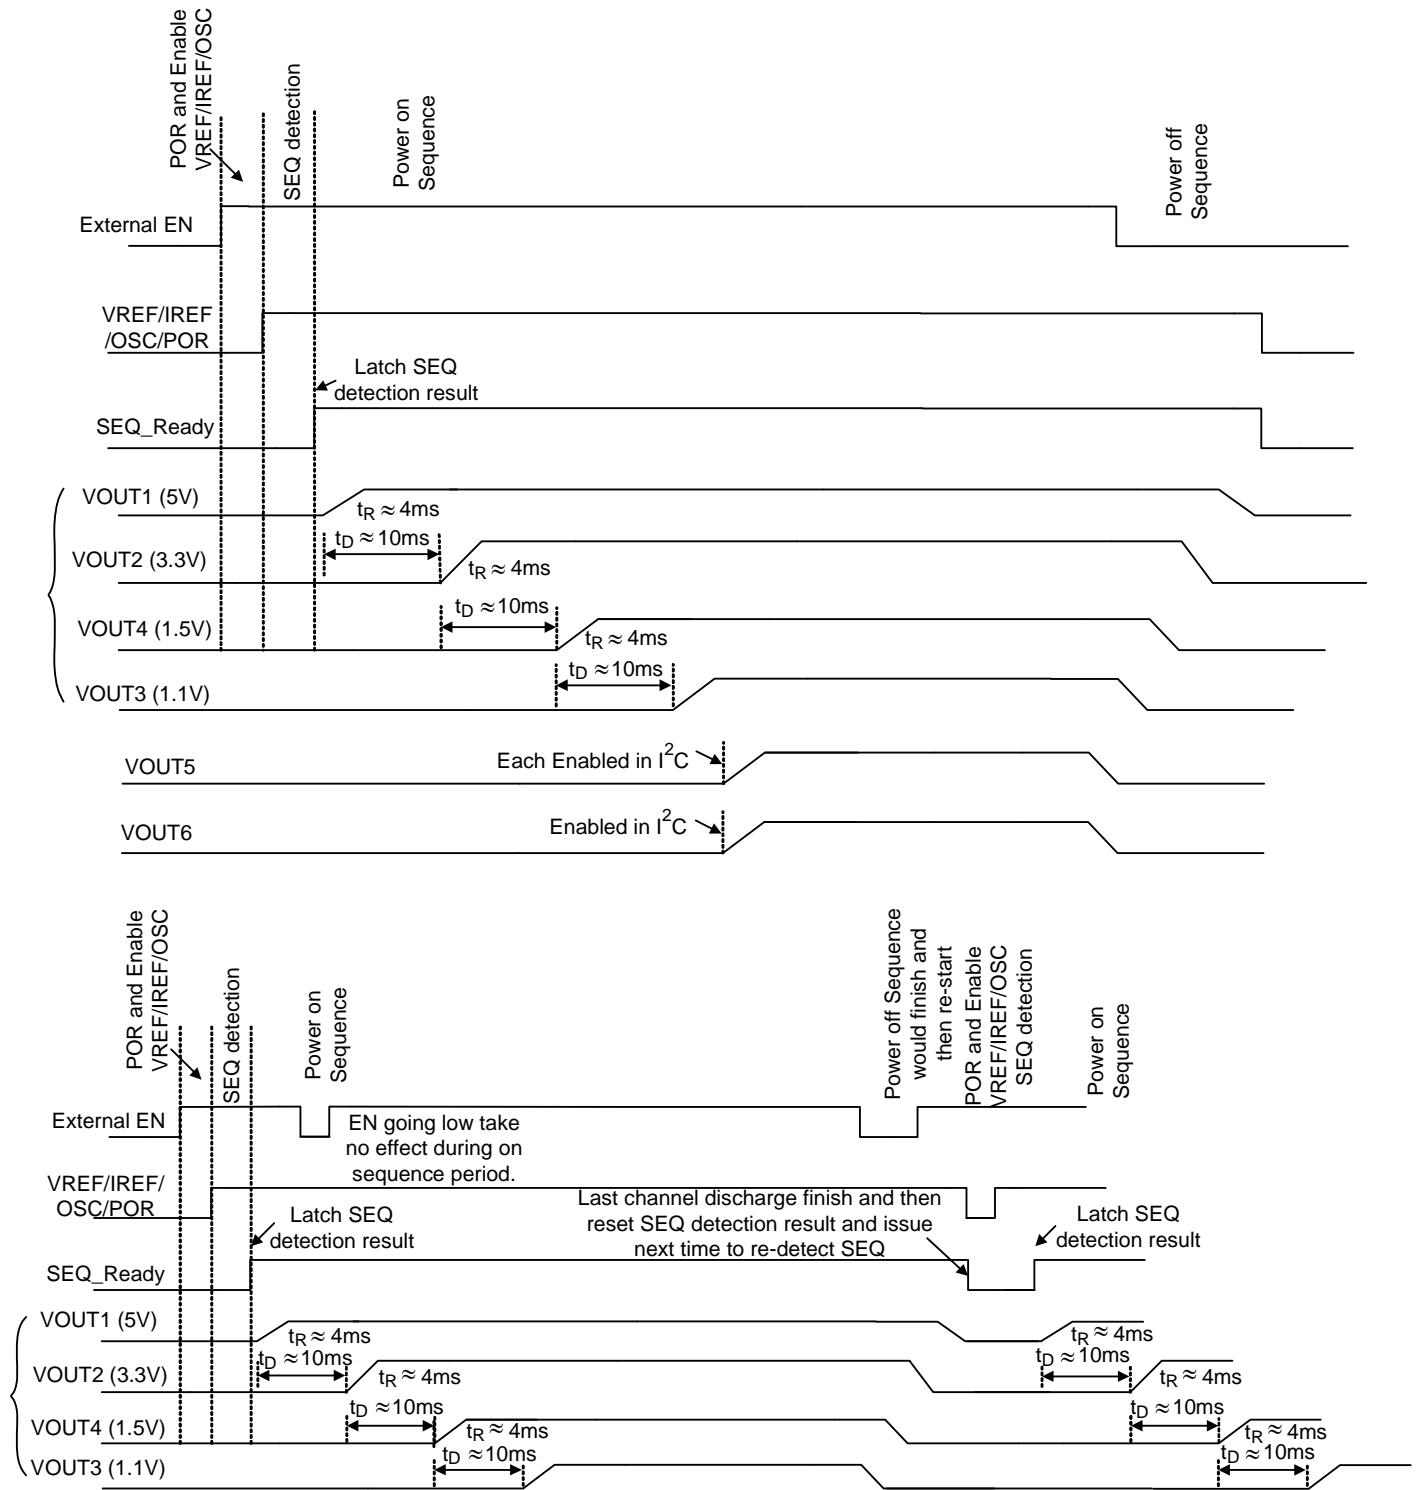 POR and Enable
VREF/IREF/OSC
SEQ detection
Power on
Sequence
Power off
Sequence
External EN
VREF/IREF
/OSC/POR
Latch SEQ
detection result
SEQ_Ready
VOUT1 (5V)
tR ≈ 4ms
tD ≈ 10ms
VOUT2 (3.3V)
tR ≈ 4ms
tD ≈ 10ms
VOUT4 (1.5V)
tR ≈ 4ms
tD ≈ 10ms
VOUT3 (1.1V)
Each Enabled in I2C
VOUT5
Enabled in I2C
VOUT6
POR and Enable
VREF/IREF/OSC
SEQ detection
Power on
Sequence
Power off Sequence
would finish and
then re-start
POR and Enable
VREF/IREF/OSC
SEQ detection
Power on
Sequence
External EN
EN going low take
no effect during on
sequence period.
VREF/IREF/
OSC/POR
Latch SEQ
detection result
Last channel discharge finish and then
reset SEQ detection result and issue
next time to re-detect SEQ
Latch SEQ
detection result
SEQ_Ready
VOUT1 (5V)
tR ≈ 4ms
tR ≈ 4ms
tD ≈ 10ms
tD ≈ 10ms
VOUT2 (3.3V)
tR ≈ 4ms
tR ≈ 4ms
tD ≈ 10ms
tD ≈ 10ms
VOUT4 (1.5V)
tR ≈ 4ms
tR ≈ 4ms
tD ≈ 10ms
tD ≈ 10ms
VOUT3 (1.1V)